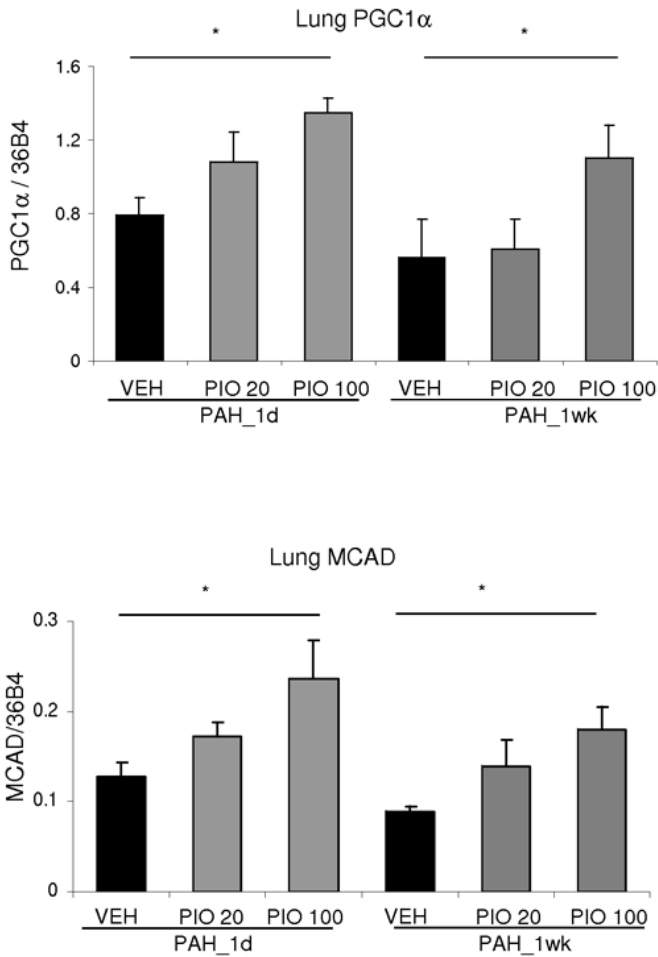 Lung PGC1α
* *
PGC1α / 36B4
1.6
1.2
0.8
0.4
0
VEH PIO 20 PIO 100 VEH PIO 20 PIO 100
PAH_1d PAH_1wk
Lung MCAD
* *
MCAD/36B4
0.3
0.2
0.1
0
VEH PIO 20 PIO 100 VEH PIO 20 PIO 100
PAH_1d PAH_1wk